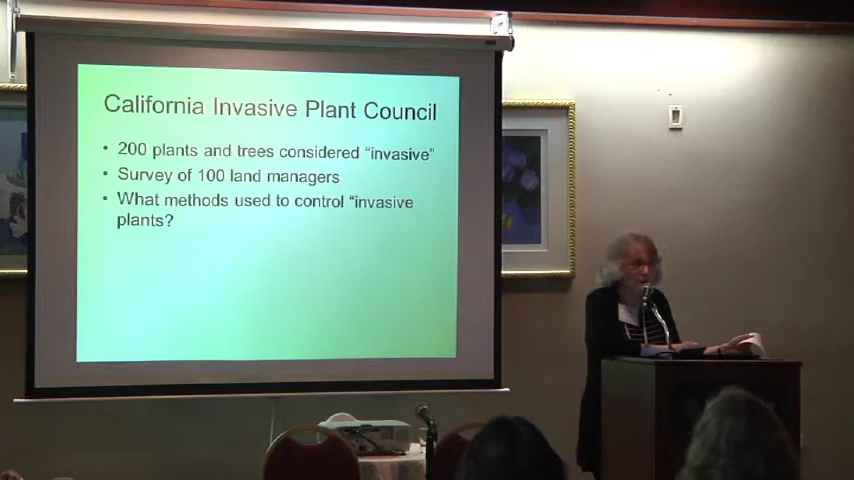 California Invasive Plant Council
• 200 plants and trees considered “invasive”
• Survey of 100 land managers
• What methods used to control “invasive
plants?